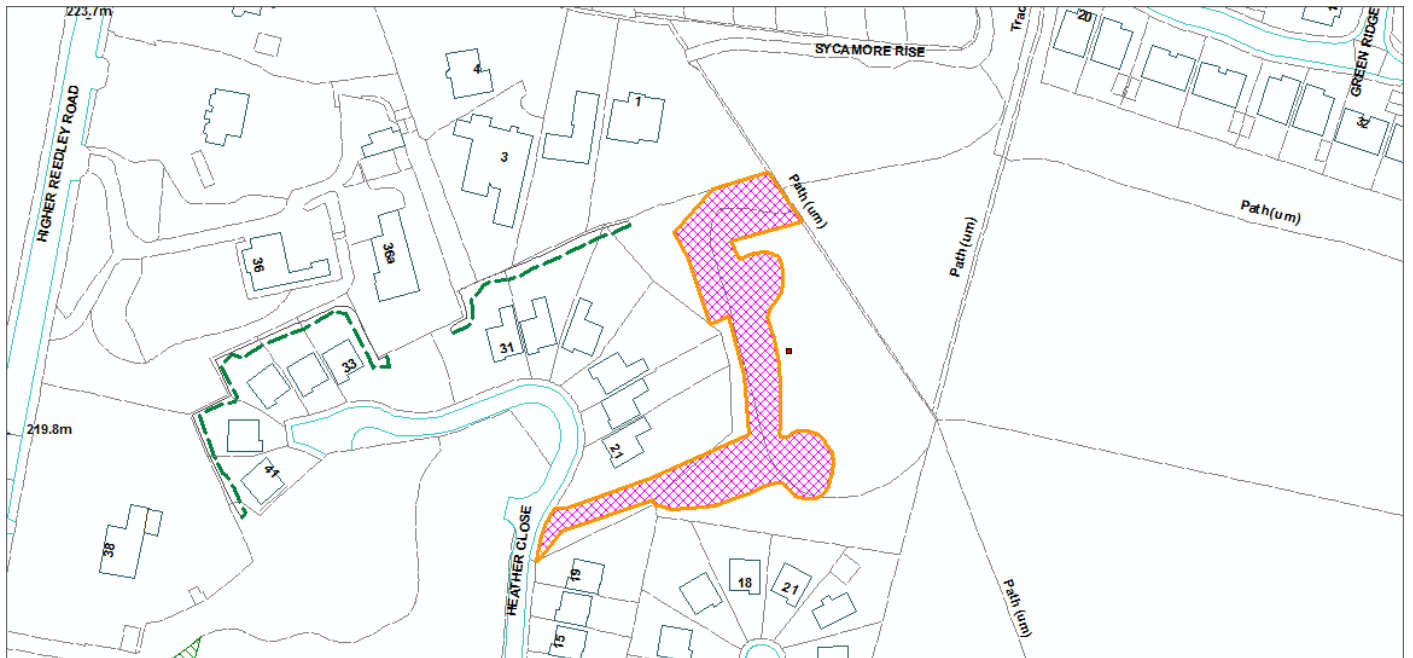 223.7m
20
4
SYCAMORE RISE
GREEN RIDGE
1
32
3
HIGHER REEDLEY ROAD
Path (um)
Path (um)
Path (um)
36
36a
31
33
219.8m
21
41
38
HEATHER CLOSE
19
18
21
Path (um)
15